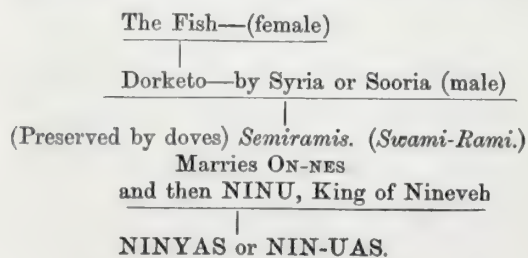 The Fish—(female)
Dorketo—by Syria or Sooria (male)
(Preserved by doves) Semiramis. (Swami-Rami.)
Marries ON-NES
and then NINU, King of Nineveh
NINYAS or NIN-UAS.